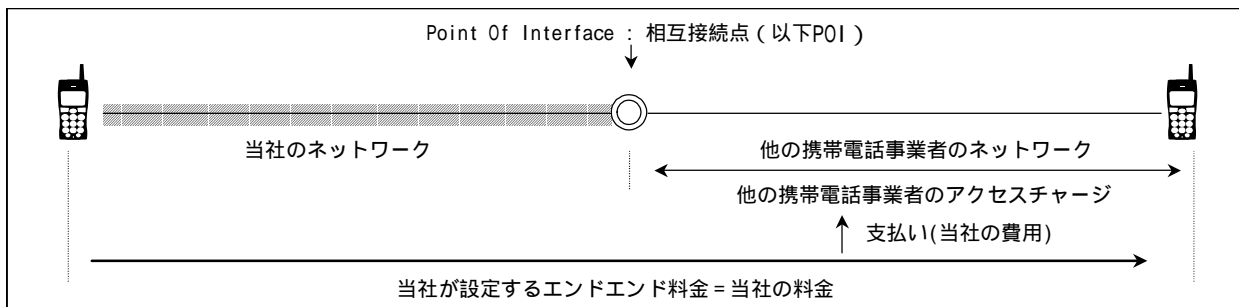 Point Of Interface : 相互接続点（以下POI）
当社のネットワーク
他の携帯電話事業者のネットワーク
他の携帯電話事業者のアクセスチャージ
支払い(当社の費用)
当社が設定するエンドエンド料金＝当社の料金